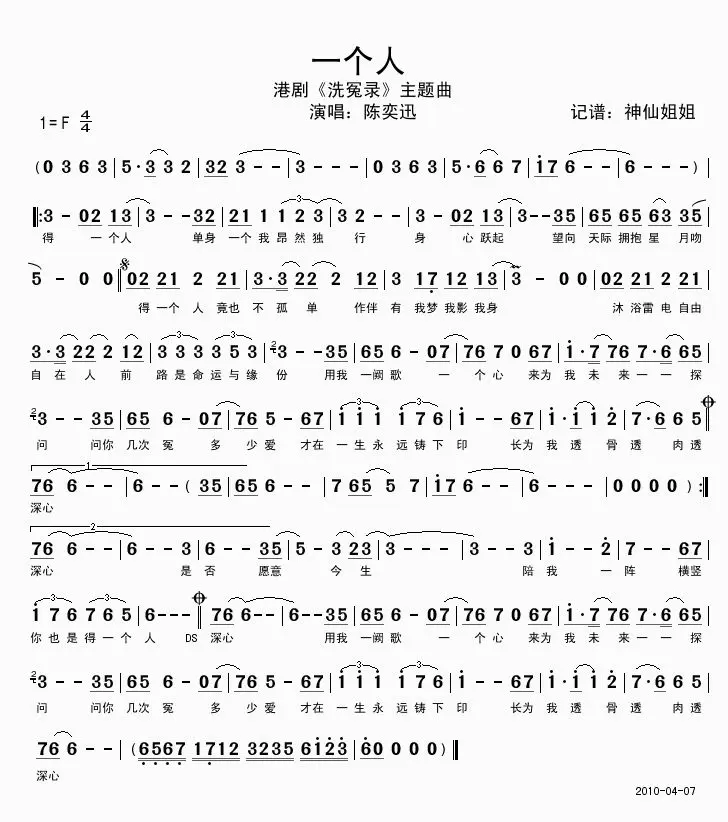 一个人
港剧《洗冤录》主题曲
演唱：陈奕迅
记谱：神仙姐姐
1=F 4/4
(0 3 6 3 | 5·3 3 2 | 32 3 - - | 3 - - - | 0 3 6 3 | 5·6 6 7 | i76 - - | 6 - - -)
‖:3 - 02 13 | 3 - - 32 | 21 1 1 2 3 | 3 2 - - | 3 - 02 13 | 3 - - 35 | 65 65 63 35 |
得 一个人 单身 一个我 昂然独 行 身 心跃起 望向 天际 拥抱 星 月吻
5 - 0 0 ‖ 02 21 2 21 | 3·3 22 2 12 | 3 17 12 13 | 3 - 0 0 | 02 21 2 21 |
得一个 人 竟也 不 孤 单 作伴 有 我梦 我影 我身 沐 浴雷 电 自由
3·3 22 2 12 | 3 3 3 3 5 3 | 3 - - 35 | 65 6 - 07 | 76 7 0 67 | i·7 76 7·6 65 |
自 在 人 前 路是命 运与缘 份 用我 一阙 歌 一 个 心 来为 我 未 来 一 一 探
3 - - 35 | 65 6 - 07 | 76 5 - 67 | i i i i 7 6 | i - - 67 | i·i i 2 | 7·6 6 5 ‖
问 问你 几次 冤 多 少 爱 才在 一生永 远铸下 印 长为 我 透 骨 透 肉 透
1
76 6 - - | 6 - - (35 | 65 6 - - | 7 65 5 7 | i76 - - | 6 - - - | 0 0 0 0) :‖
深心
2
76 6 - - | 6 - - 3 | 6 - - 35 | 5 - 3 23 | 3 - - - | 3 - - 3 | i - - 2 | 7 - - 67 |
深心 是 否 愿意 今 生 陪 我 一 阵 横竖
i 7 6 7 6 5 | 6 - - - ‖ 76 6 - - | 6 - - 35 | 65 6 - 07 | 76 7 0 67 | i·7 76 7·6 65 |
你也是 得一个 人 DS 深心 用我 一阙 歌 一 个 心 来为 我 未 来 一 一 探
3 - - 35 | 65 6 - 07 | 76 5 - 67 | i i i i 7 6 | i - - 67 | i·i i 2 | 7·6 6 5 |
问 问你 几次 冤 多 少 爱 才在 一生永 远铸下 印 长为 我 透 骨 透 肉 透
76 6 - - | (6567 1712 3235 6i23 | 60 0 0 0) ‖
深心
2010-04-07